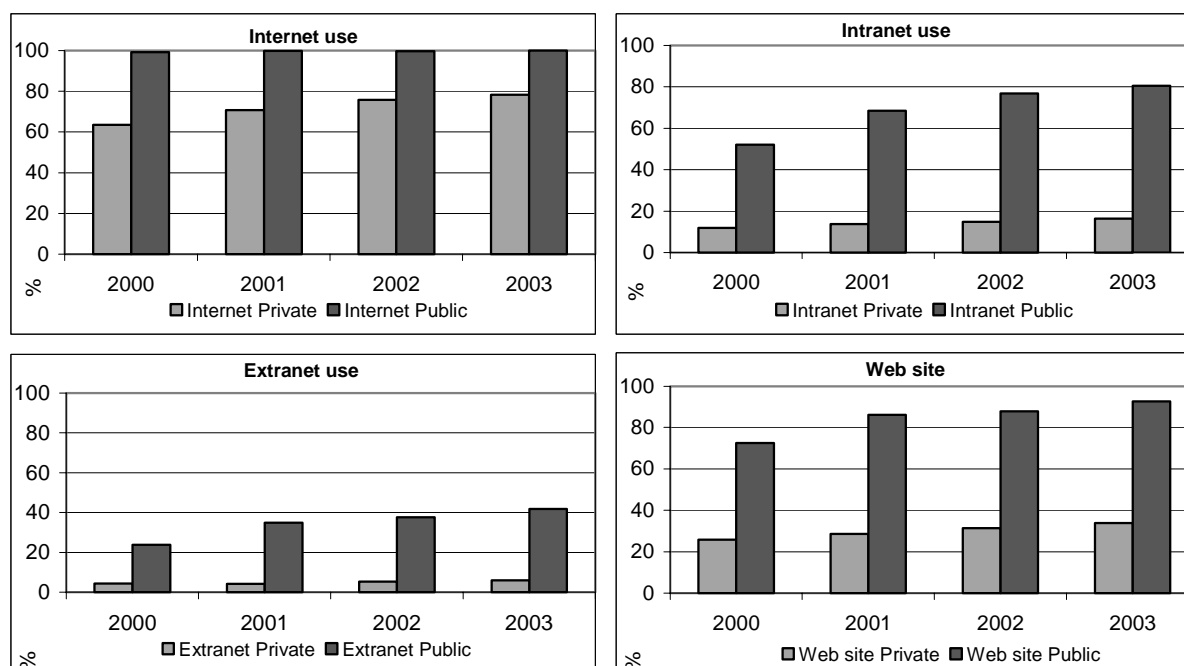 Internet use
100
80
60
40
20
0
2000 2001 2002 2003
%
Internet Private Internet Public
Intranet use
100
80
60
40
20
0
2000 2001 2002 2003
%
Intranet Private Intranet Public
Extranet use
100
80
60
40
20
0
2000 2001 2002 2003
%
Extranet Private Extranet Public
Web site
100
80
60
40
20
0
2000 2001 2002 2003
%
Web site Private Web site Public